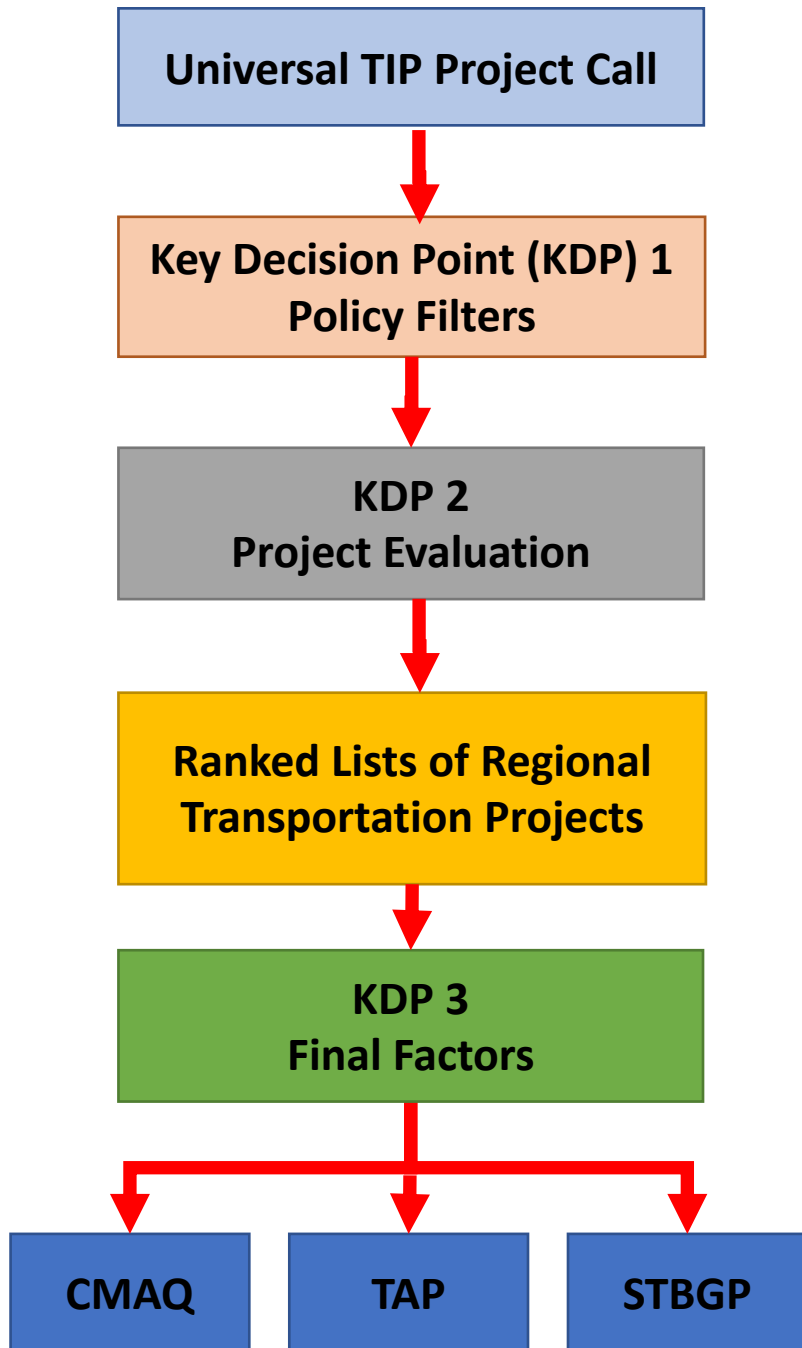 Universal TIP Project Call
Key Decision Point (KDP) 1
Policy Filters
KDP 2
Project Evaluation
Ranked Lists of Regional
Transportation Projects
KDP 3
Final Factors
CMAQ
TAP
STBGP